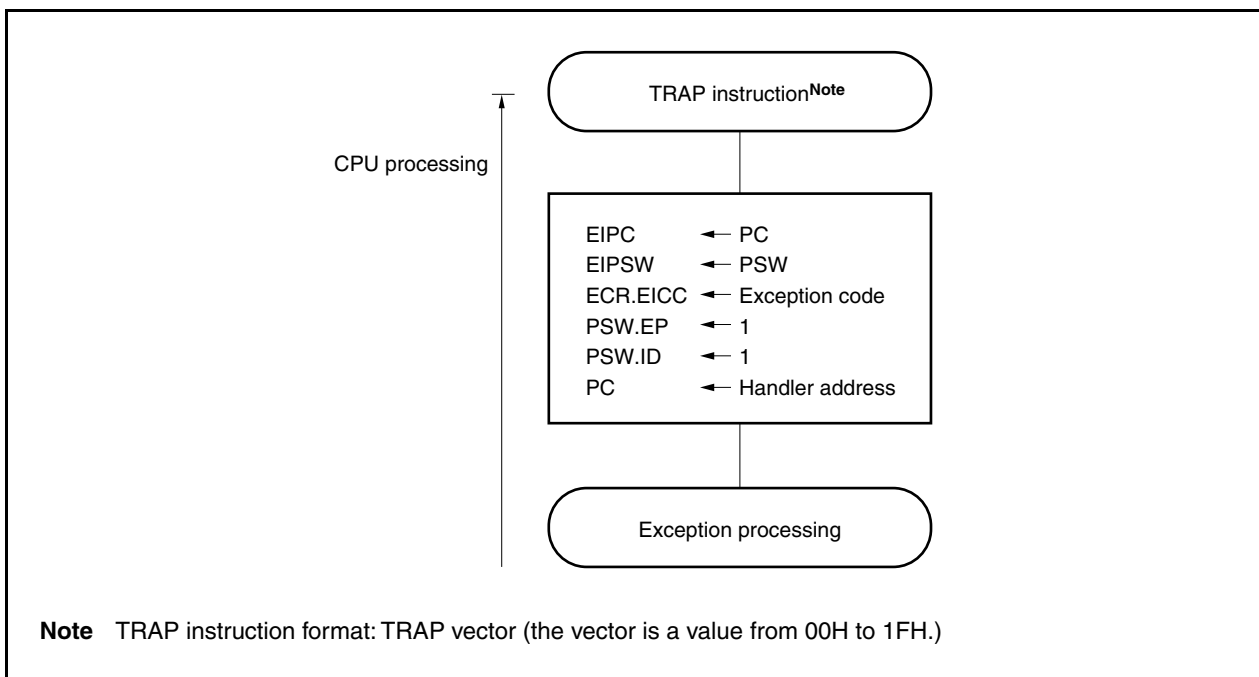 TRAP instructionNote
CPU processing
EIPC ← PC
EIPSW ← PSW
ECR.EICC ← Exception code
PSW.EP ← 1
PSW.ID ← 1
PC ← Handler address
Exception processing
Note TRAP instruction format: TRAP vector (the vector is a value from 00H to 1FH.)